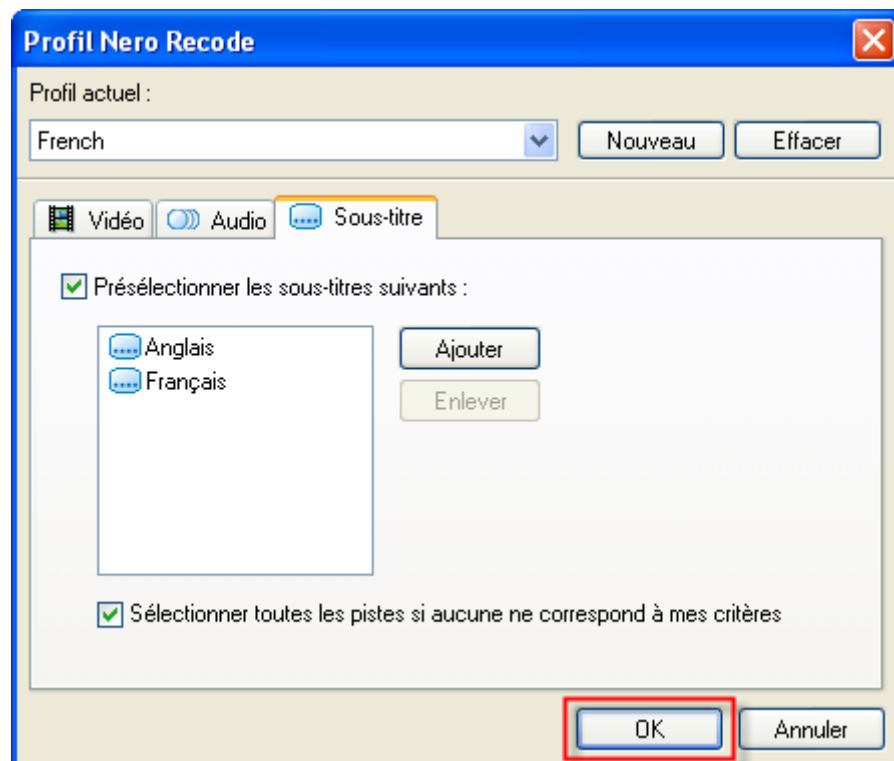 Profil Nero Recode
Profil actuel :
French
Nouveau
Effacer
Vidéo
Audio
Sous-titre
Présélectionner les sous-titres suivants :
Anglais
Ajouter
Français
Enlever
Sélectionner toutes les pistes si aucune ne correspond à mes critères
OK
Annuler